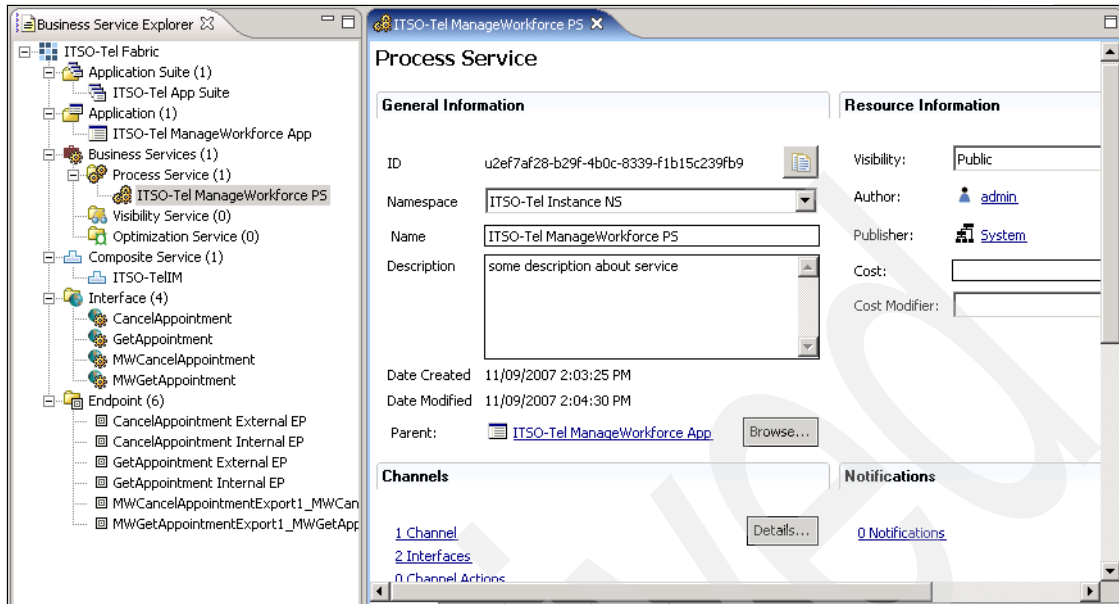 Business Service Explorer
ITSO-Tel Fabric
Application Suite (1)
ITSO-Tel App Suite
Application (1)
ITSO-Tel ManageWorkforce App
Business Services (1)
Process Service (1)
ITSO-Tel ManageWorkforce PS
Visibility Service (0)
Optimization Service (0)
Composite Service (1)
ITSO-TelIM
Interface (4)
CancelAppointment
GetAppointment
MWCancelAppointment
MWGetAppointment
Endpoint (6)
CancelAppointment External EP
CancelAppointment Internal EP
GetAppointment External EP
GetAppointment Internal EP
MWCancelAppointmentExport1_MWCan
MWGetAppointmentExport1_MWGetApp
ITSO-Tel ManageWorkforce PS
Process Service
General Information
ID u2ef7af28-b29f-4b0c-8339-f1b15c239fb9
Namespace ITSO-Tel Instance NS
Name ITSO-Tel ManageWorkforce PS
Description some description about service
Date Created 11/09/2007 2:03:25 PM
Date Modified 11/09/2007 2:04:30 PM
Parent: ITSO-Tel ManageWorkforce App Browse...
Resource Information
Visibility: Public
Author: admin
Publisher: System
Cost:
Cost Modifier:
Channels
1 Channel Details...
2 Interfaces
0 Channel Actions
Notifications
0 Notifications